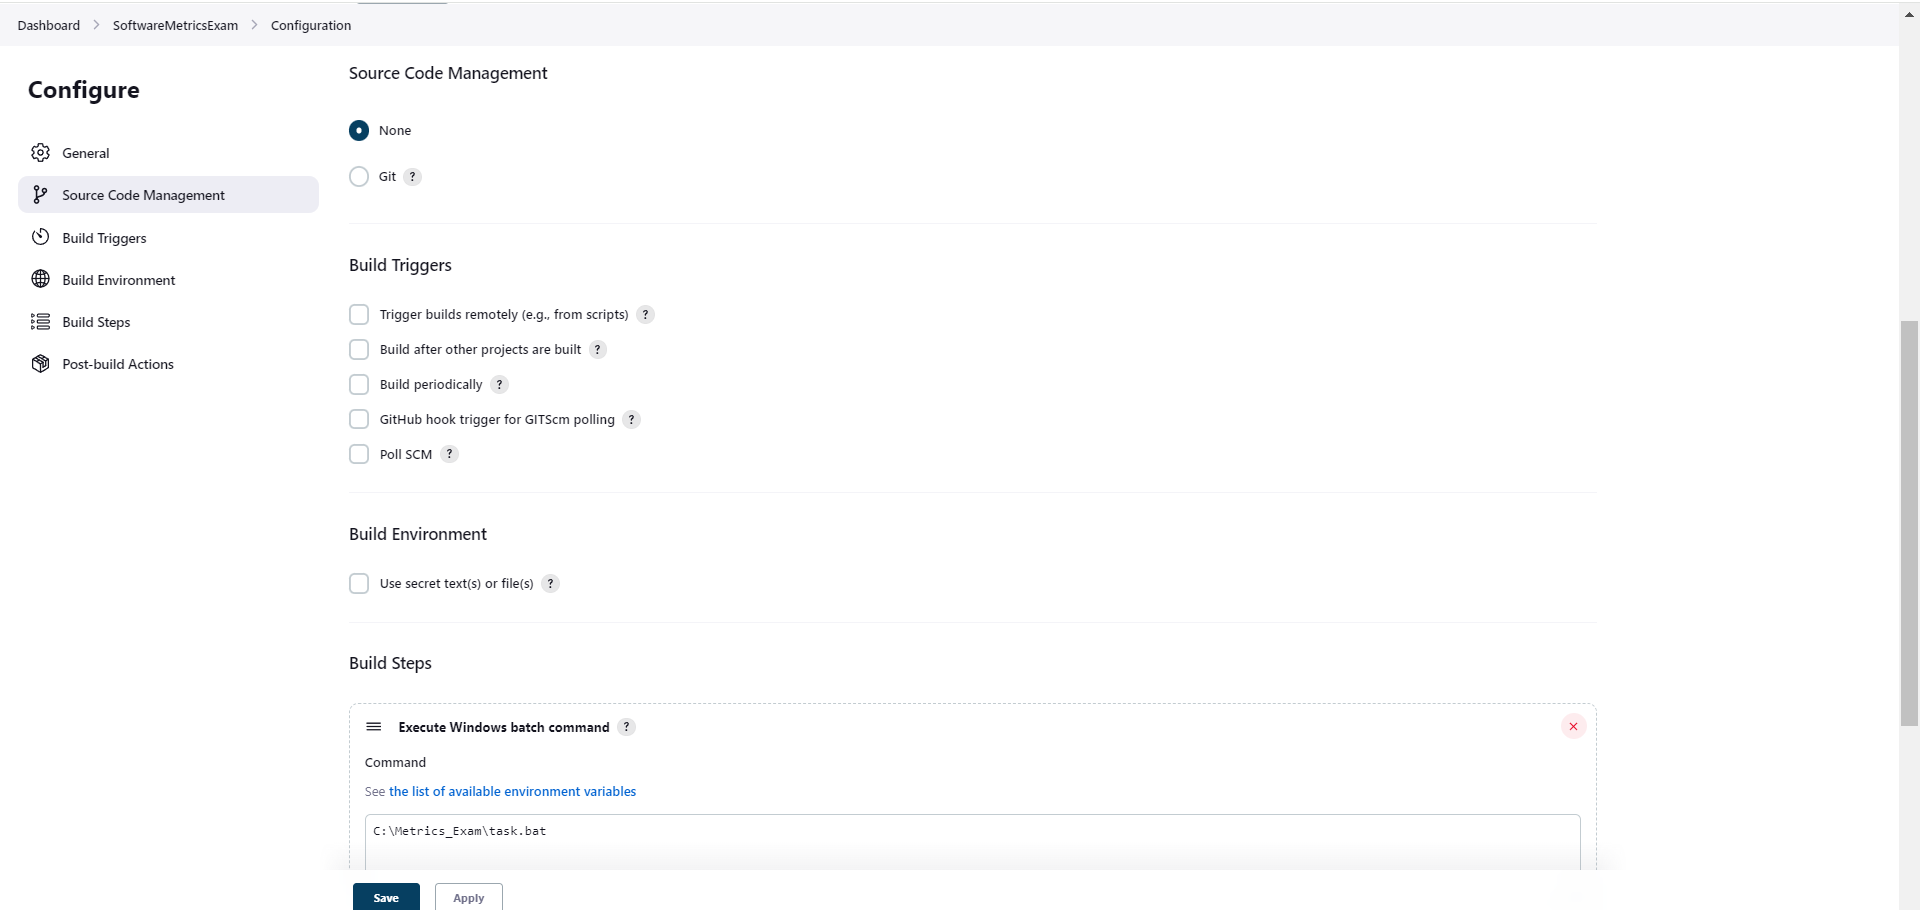 Dashboard > SoftwareMetricsExam > Configuration
Configure
General
Source Code Management
Build Triggers
Build Environment
Build Steps
Post-build Actions
Source Code Management
None
Git ?
Build Triggers
Trigger builds remotely (e.g., from scripts) ?
Build after other projects are built ?
Build periodically ?
GitHub hook trigger for GITScm polling ?
Poll SCM ?
Build Environment
Use secret text(s) or file(s) ?
Build Steps
Execute Windows batch command ?
Command
See the list of available environment variables
C:\Metrics_Exam\task.bat
Save
Apply